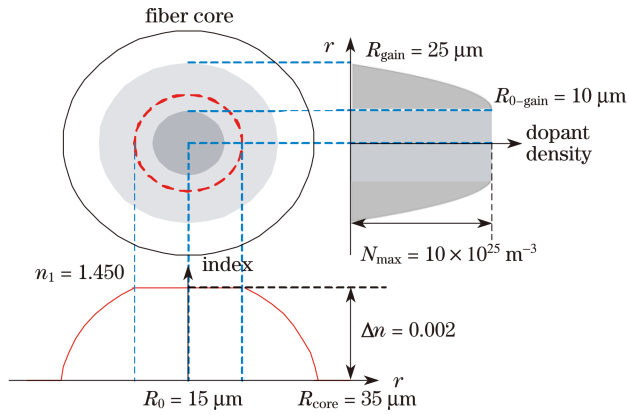 fiber core
r
R_gain = 25 μm
R_0−gain = 10 μm
dopant
density
N_max = 10 × 10^25 m^−3
n_1 = 1.450
index
Δn = 0.002
r
R_0 = 15 μm
R_core = 35 μm